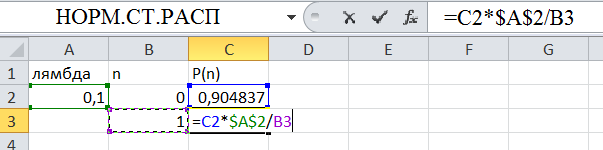 НОРМ.СТ.РАСП =C2*$A$2/B3
A B C D E F G
1 лямбда n P(n)
2 0,1 0 0,904837
3 1 =C2*$A$2/B3